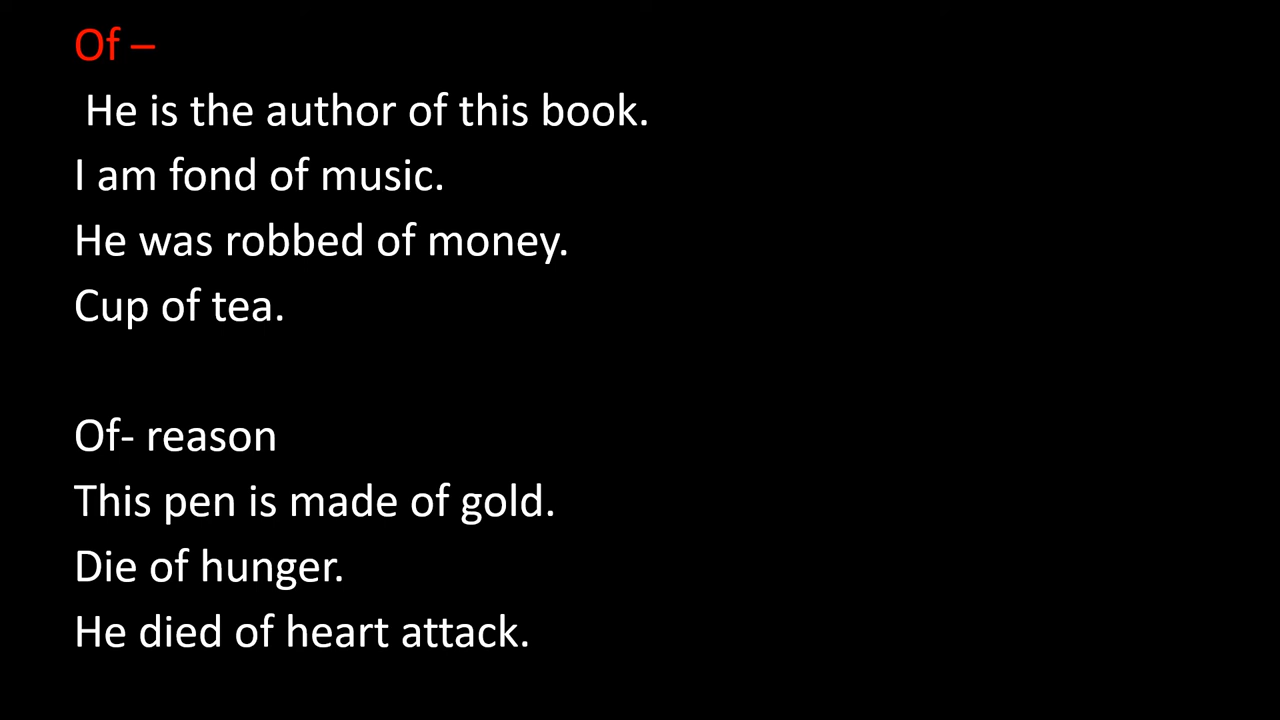 Of –
He is the author of this book.
I am fond of music.
He was robbed of money.
Cup of tea.
Of- reason
This pen is made of gold.
Die of hunger.
He died of heart attack.